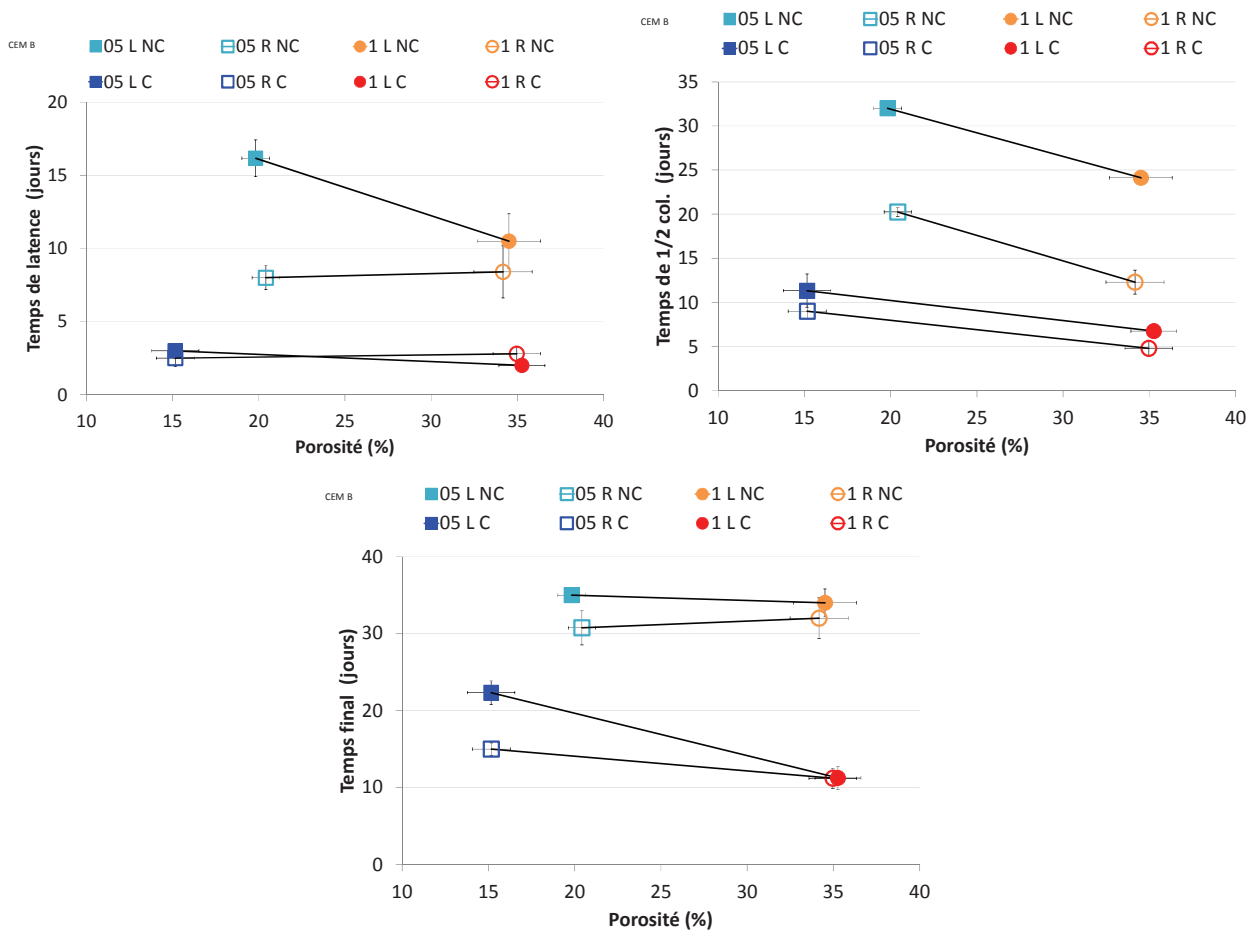 CEM B
05 L NC 05 R NC 1 L NC 1 R NC
05 L C 05 R C 1 L C 1 R C
20
15
10
5
0
Temps de latence (jours)
10 15 20 25 30 35 40
Porosité (%)
CEM B
05 L NC 05 R NC 1 L NC 1 R NC
05 L C 05 R C 1 L C 1 R C
35
30
25
20
15
10
5
0
Temps de 1/2 col. (jours)
10 15 20 25 30 35 40
Porosité (%)
CEM B
05 L NC 05 R NC 1 L NC 1 R NC
05 L C 05 R C 1 L C 1 R C
40
30
20
10
0
Temps final (jours)
10 15 20 25 30 35 40
Porosité (%)